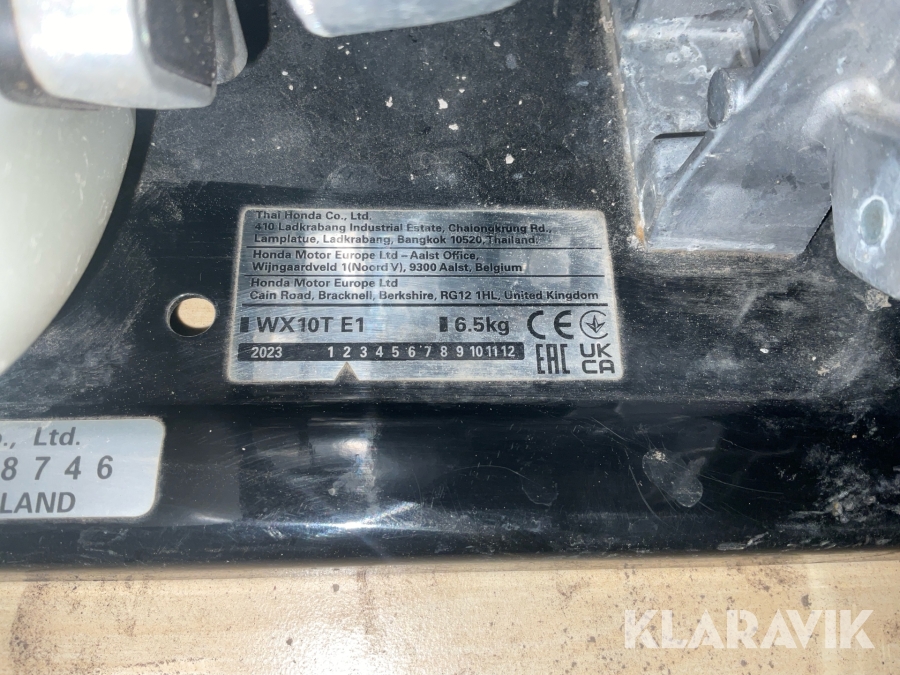 Thai Honda Co., Ltd.
410 Ladkrabang Industrial Estate, Chalongkrung Rd.,
Lamplatue, Ladkrabang, Bangkok 10520, Thailand.
Honda Motor Europe Ltd – Aalst Office,
Wijngaardveld 1(Noord V), 9300 Aalst, Belgium
Honda Motor Europe Ltd
Cain Road, Bracknell, Berkshire, RG12 1HL, United Kingdom
WX10T E1 6.5kg CE
2023 1 2 3 4 5 6 7 8 9 10 11 12 EAC UK
CA
Ltd.
8 7 4 6
LAND
KLARAVIK